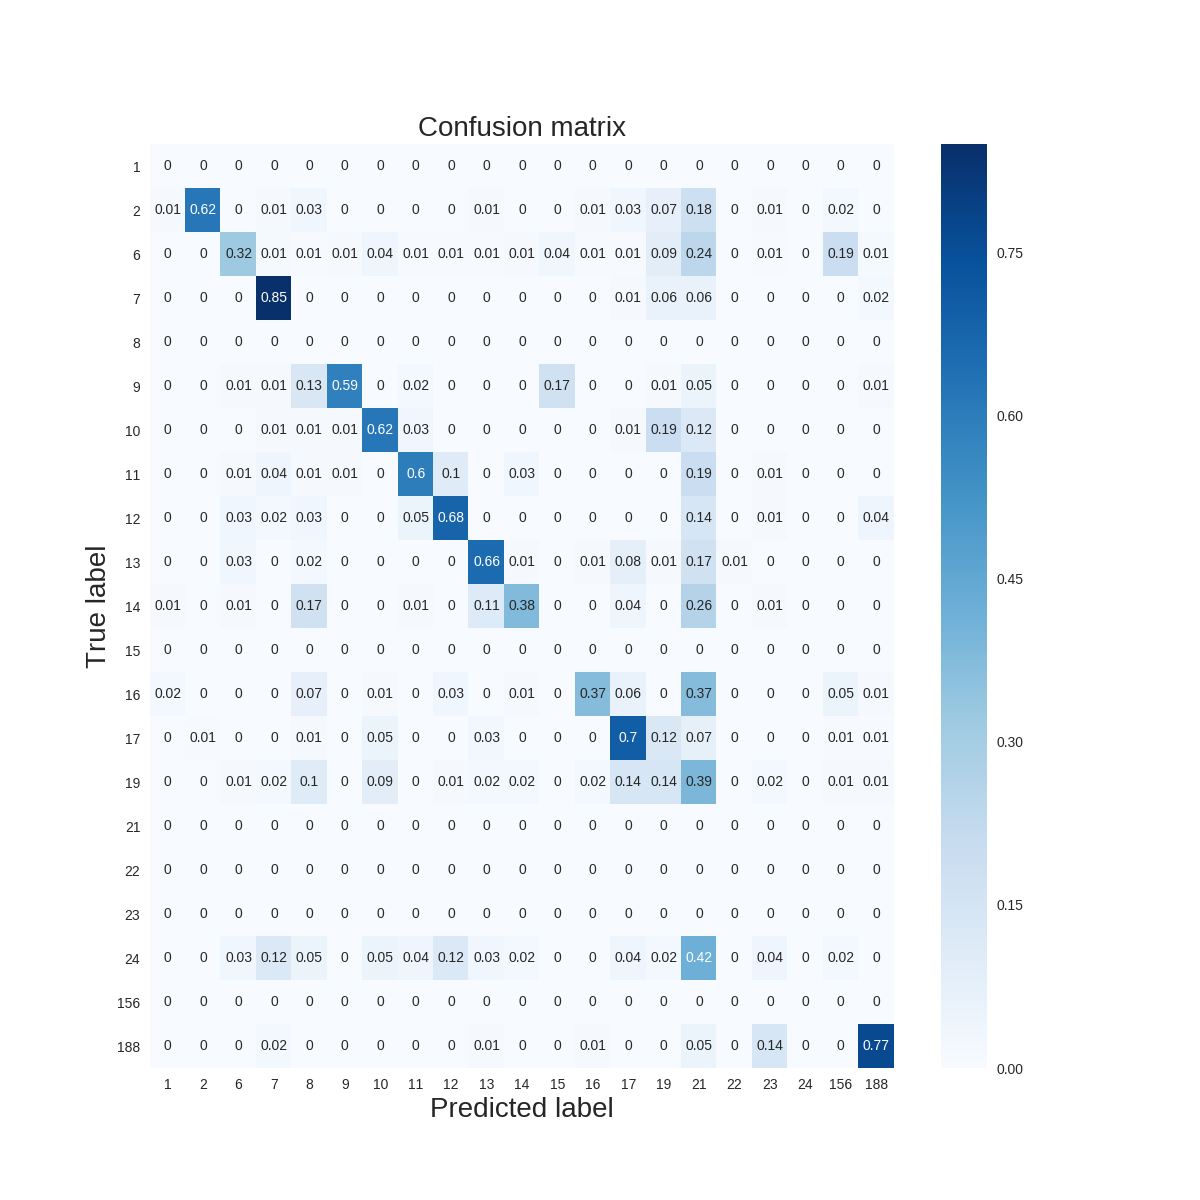 Confusion matrix
1 0 0 0 0 0 0 0 0 0 0 0 0 0 0 0 0 0 0 0 0 0
2 0.01 0.62 0 0.01 0.03 0 0 0 0 0.01 0 0 0.01 0.03 0.07 0.18 0 0.01 0 0.02 0
6 0 0 0.32 0.01 0.01 0.01 0.04 0.01 0.01 0.01 0.01 0.04 0.01 0.01 0.09 0.24 0 0.01 0 0.19 0.01
0.75
7 0 0 0 0.85 0 0 0 0 0 0 0 0 0 0.01 0.06 0.06 0 0 0 0 0.02
8 0 0 0 0 0 0 0 0 0 0 0 0 0 0 0 0 0 0 0 0 0
9 0 0 0.01 0.01 0.13 0.59 0 0.02 0 0 0 0.17 0 0 0.01 0.05 0 0 0 0 0.01
0.60
10 0 0 0 0.01 0.01 0.01 0.62 0.03 0 0 0 0 0 0.01 0.19 0.12 0 0 0 0 0
11 0 0 0.01 0.04 0.01 0.01 0 0.6 0.1 0 0.03 0 0 0 0 0.19 0 0.01 0 0 0
12 0 0 0.03 0.02 0.03 0 0 0.05 0.68 0 0 0 0 0 0 0.14 0 0.01 0 0 0.04
13 0 0 0.03 0 0.02 0 0 0 0 0.66 0.01 0 0.01 0.08 0.01 0.17 0.01 0 0 0 0
0.45
14 0.01 0 0.01 0 0.17 0 0 0.01 0 0.11 0.38 0 0 0.04 0 0.26 0 0.01 0 0 0
True label
15 0 0 0 0 0 0 0 0 0 0 0 0 0 0 0 0 0 0 0 0 0
16 0.02 0 0 0 0.07 0 0.01 0 0.03 0 0.01 0 0.37 0.06 0 0.37 0 0 0 0.05 0.01
17 0 0.01 0 0 0.01 0 0.05 0 0 0.03 0 0 0 0.7 0.12 0.07 0 0 0 0.01 0.01
0.30
19 0 0 0.01 0.02 0.1 0 0.09 0 0.01 0.02 0.02 0 0.02 0.14 0.14 0.39 0 0.02 0 0.01 0.01
21 0 0 0 0 0 0 0 0 0 0 0 0 0 0 0 0 0 0 0 0 0
22 0 0 0 0 0 0 0 0 0 0 0 0 0 0 0 0 0 0 0 0 0
0.15
23 0 0 0 0 0 0 0 0 0 0 0 0 0 0 0 0 0 0 0 0 0
24 0 0 0.03 0.12 0.05 0 0.05 0.04 0.12 0.03 0.02 0 0 0.04 0.02 0.42 0 0.04 0 0.02 0
156 0 0 0 0 0 0 0 0 0 0 0 0 0 0 0 0 0 0 0 0 0
188 0 0 0 0.02 0 0 0 0 0 0.01 0 0 0.01 0 0 0.05 0 0.14 0 0 0.77
0.00
1 2 6 7 8 9 10 11 12 13 14 15 16 17 19 21 22 23 24 156 188
Predicted label